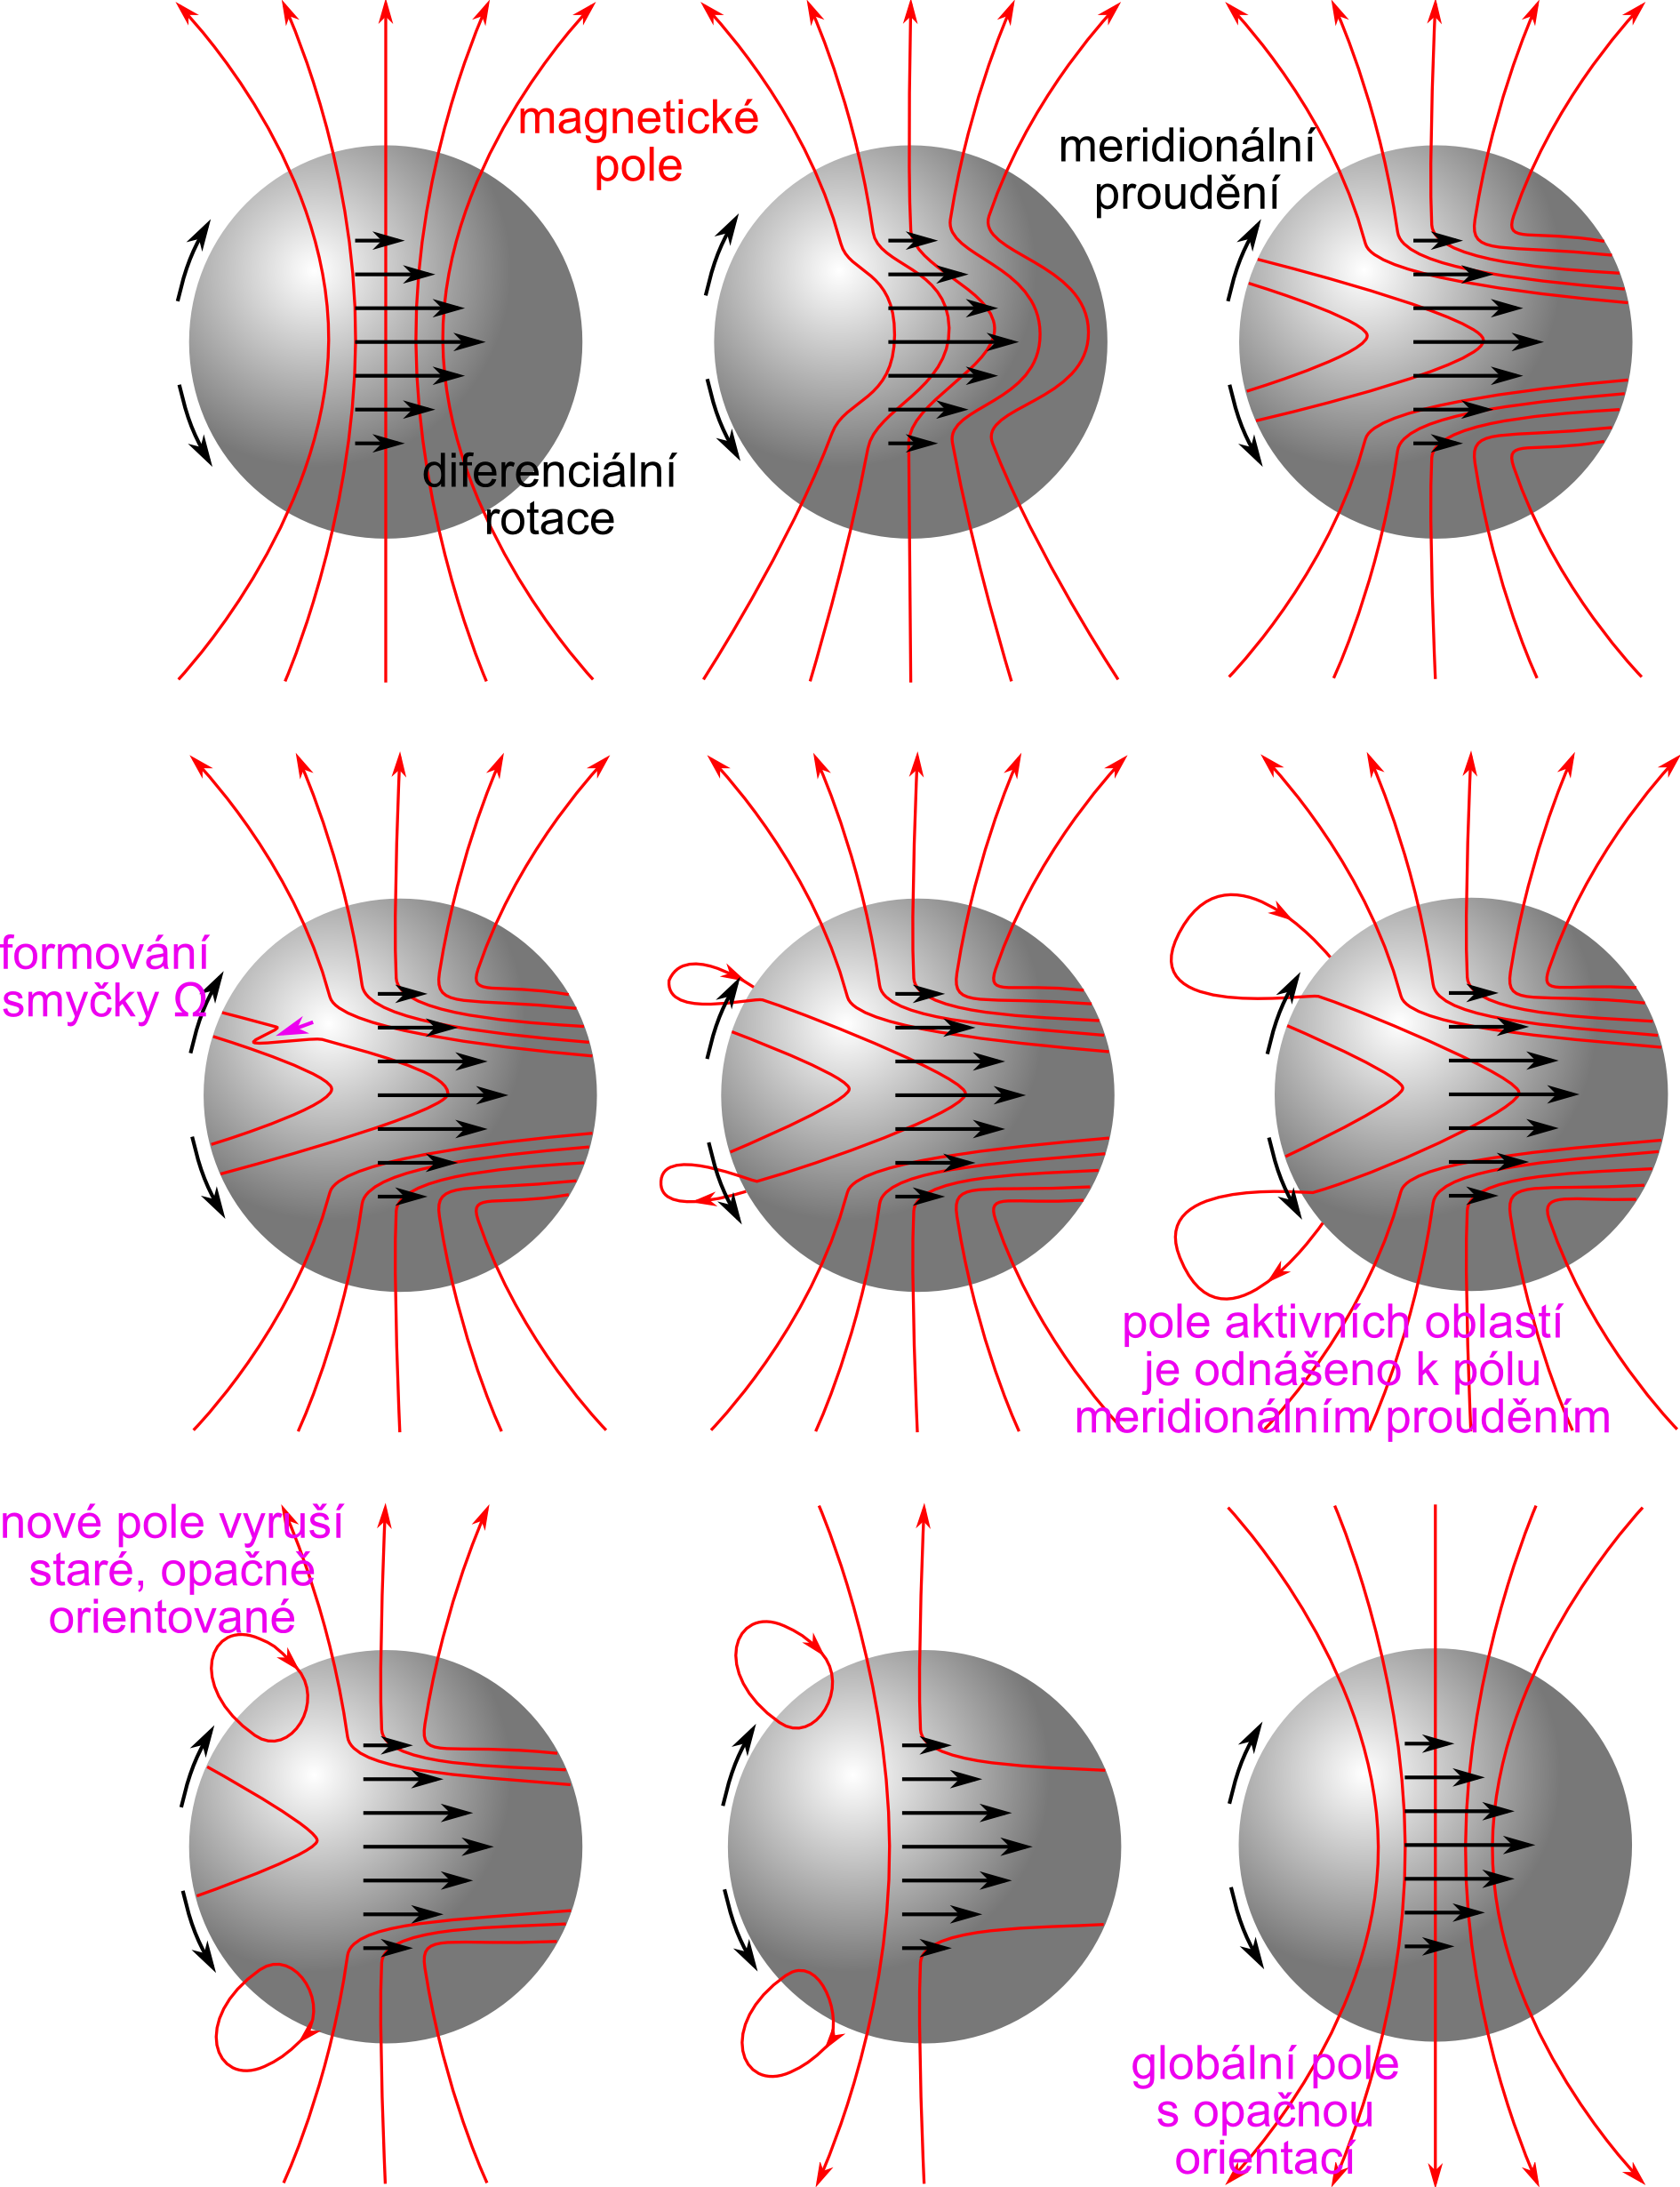 magnetické
pole
meridionální
proudění
diferenciální
rotace
formování
smyčky Ω
pole aktivních oblastí
je odnášeno k pólu
meridionálním prouděním
nové pole vyruší
staré, opačně
orientované
globální pole
s opačnou
orientací